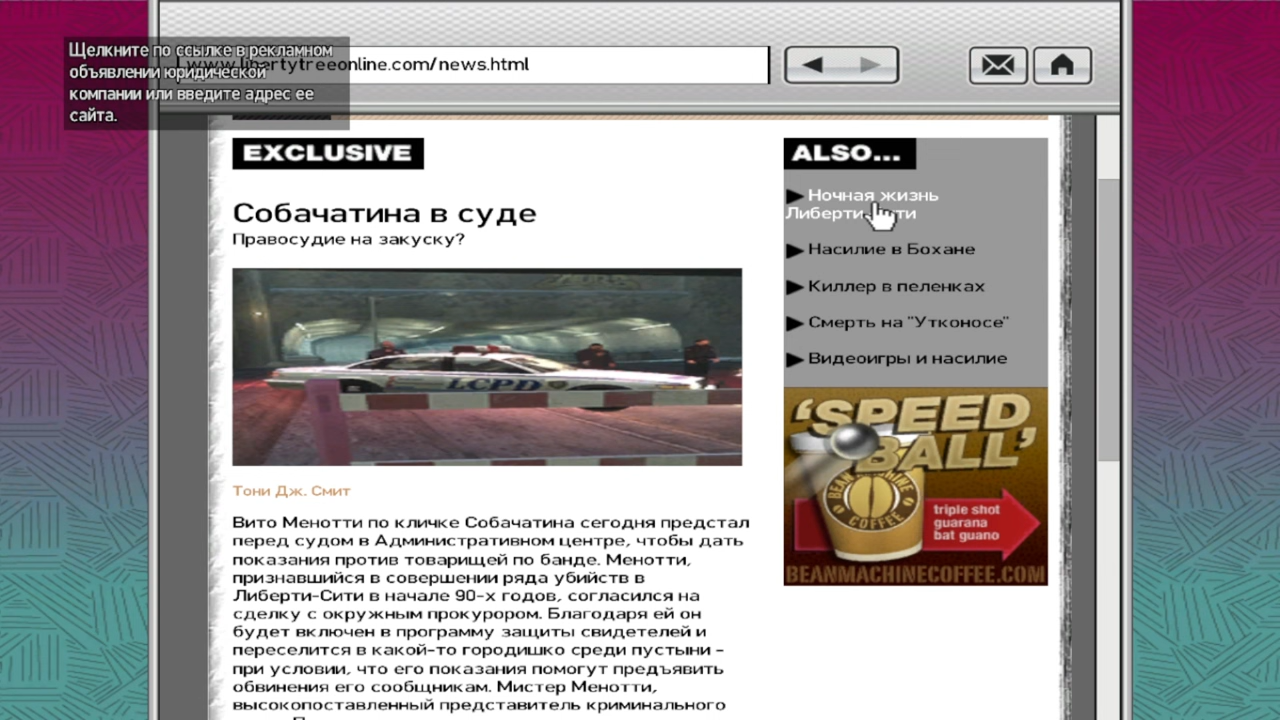 Щелкните по ссылке в рекламном
объявлении юридической
компании или введите адрес ее
сайта.
www.libertytreeonline.com/news.html
EXCLUSIVE
Собачатина в суде
Правосудие на закуску?
LCPD
Тони Дж. Смит
Вито Менотти по кличке Собачатина сегодня предстал
перед судом в Административном центре, чтобы дать
показания против товарищей по банде. Менотти,
признавшийся в совершении ряда убийств в
Либерти-Сити в начале 90-х годов, согласился на
сделку с окружным прокурором. Благодаря ей он
будет включен в программу защиты свидетелей и
переселится в какой-то городишко среди пустыни -
при условии, что его показания помогут предъявить
обвинения его сообщникам. Мистер Менотти,
высокопоставленный представитель криминального
ALSO...
Ночная жизнь
Либерти-Сити
Насилие в Бохане
Киллер в пеленках
Смерть на "Утконосе"
Видеоигры и насилие
'SPEED
BALL'
BEAN MACHINE
COFFEE
triple shot
guarana
bat guano
BEANMACHINECOFFEE.COM